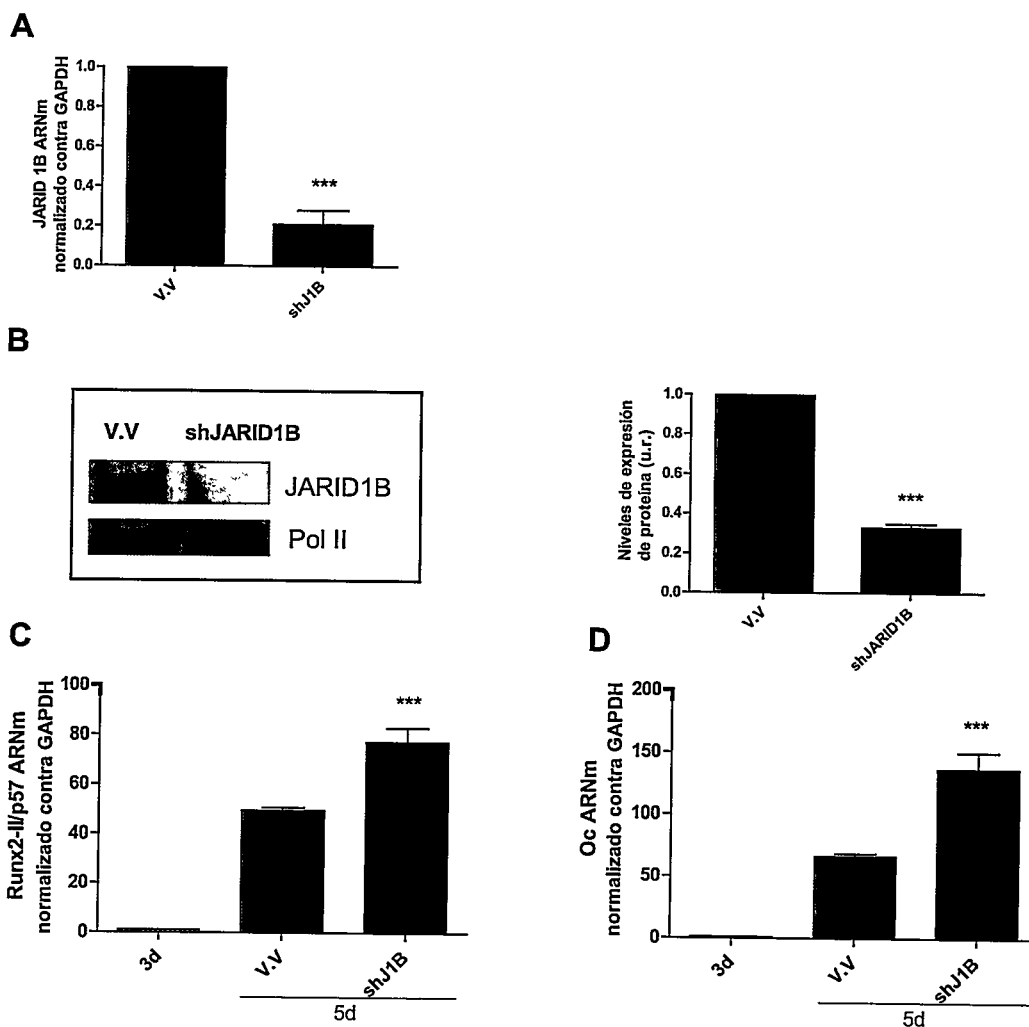 A
JARID 1B ARNm
normalizado contra GAPDH
1.0
0.8
0.6
0.4
0.2
0.0
***
V.V
shJ1B
B
V.V shJARID1B
JARID1B
Pol II
Niveles de expresión
de proteína (u.r.)
1.0
0.8
0.6
0.4
0.2
0.0
***
V.V
shJARID1B
C
Runx2-II/p57 ARNm
normalizado contra GAPDH
100
80
60
40
20
0
***
3d
V.V
shJ1B
5d
D
Oc ARNm
normalizado contra GAPDH
200
150
100
50
0
***
3d
V.V
shJ1B
5d